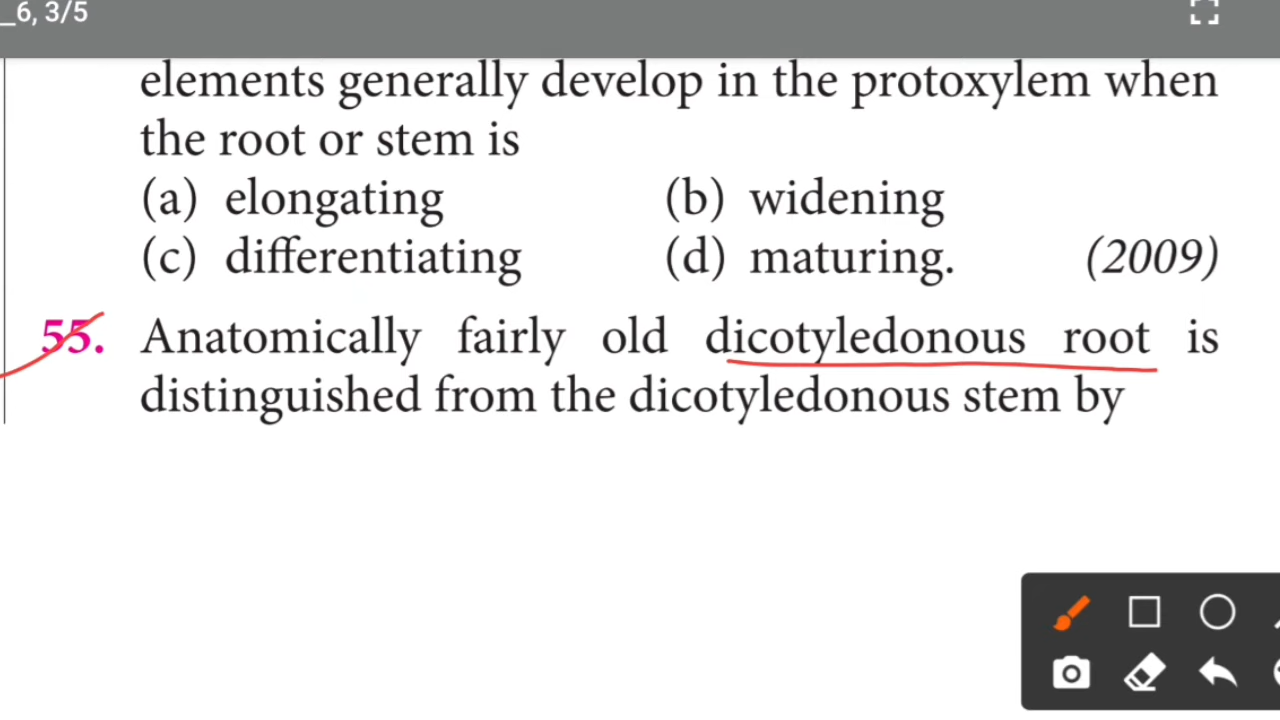 _6, 3/5
elements generally develop in the protoxylem when
the root or stem is
(a) elongating (b) widening
(c) differentiating (d) maturing. (2009)
55. Anatomically fairly old dicotyledonous root is
distinguished from the dicotyledonous stem by